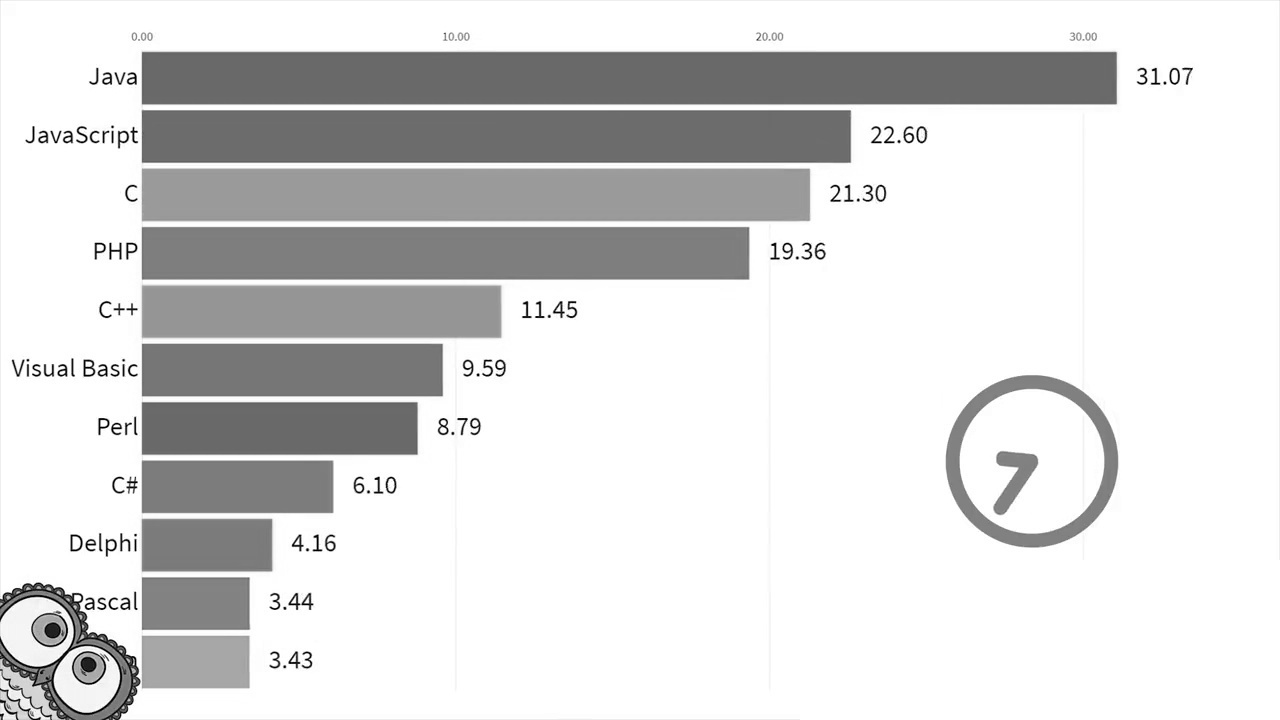 0.00 10.00 20.00 30.00
Java 31.07
JavaScript 22.60
C 21.30
PHP 19.36
C++ 11.45
Visual Basic 9.59
Perl 8.79
C# 6.10
Delphi 4.16
Pascal 3.44
3.43